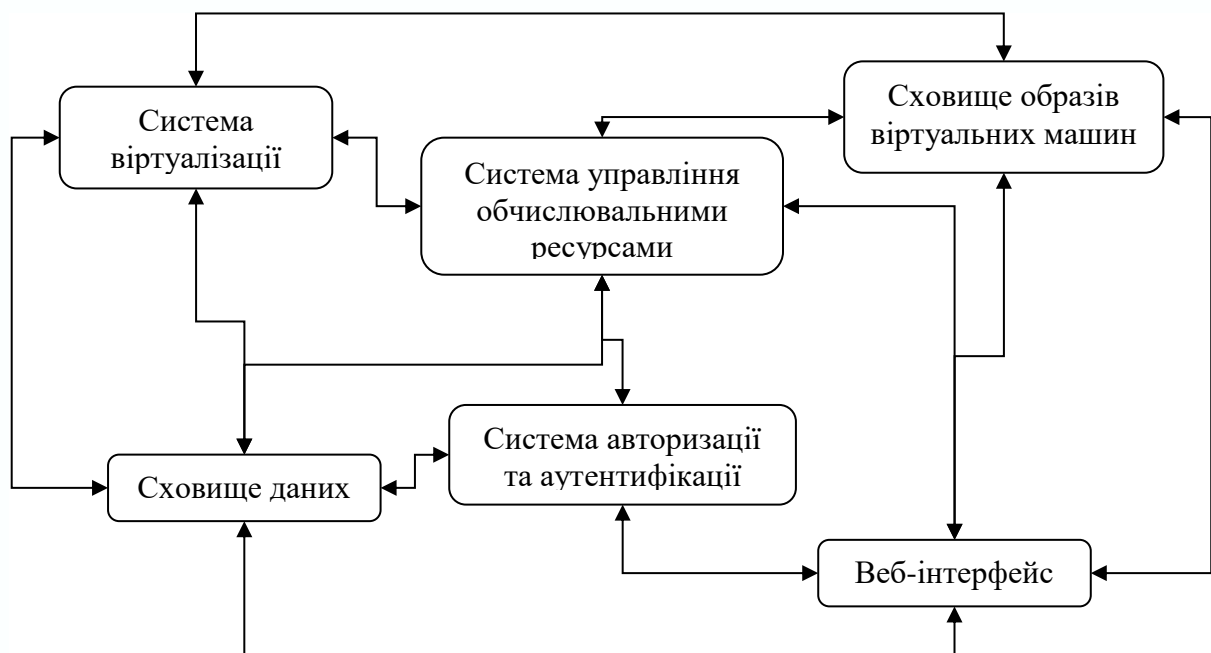 Система
віртуалізації
Сховище образів
віртуальних машин
Система управління
обчислювальними
ресурсами
Система авторизації
та аутентифікації
Сховище даних
Веб-інтерфейс